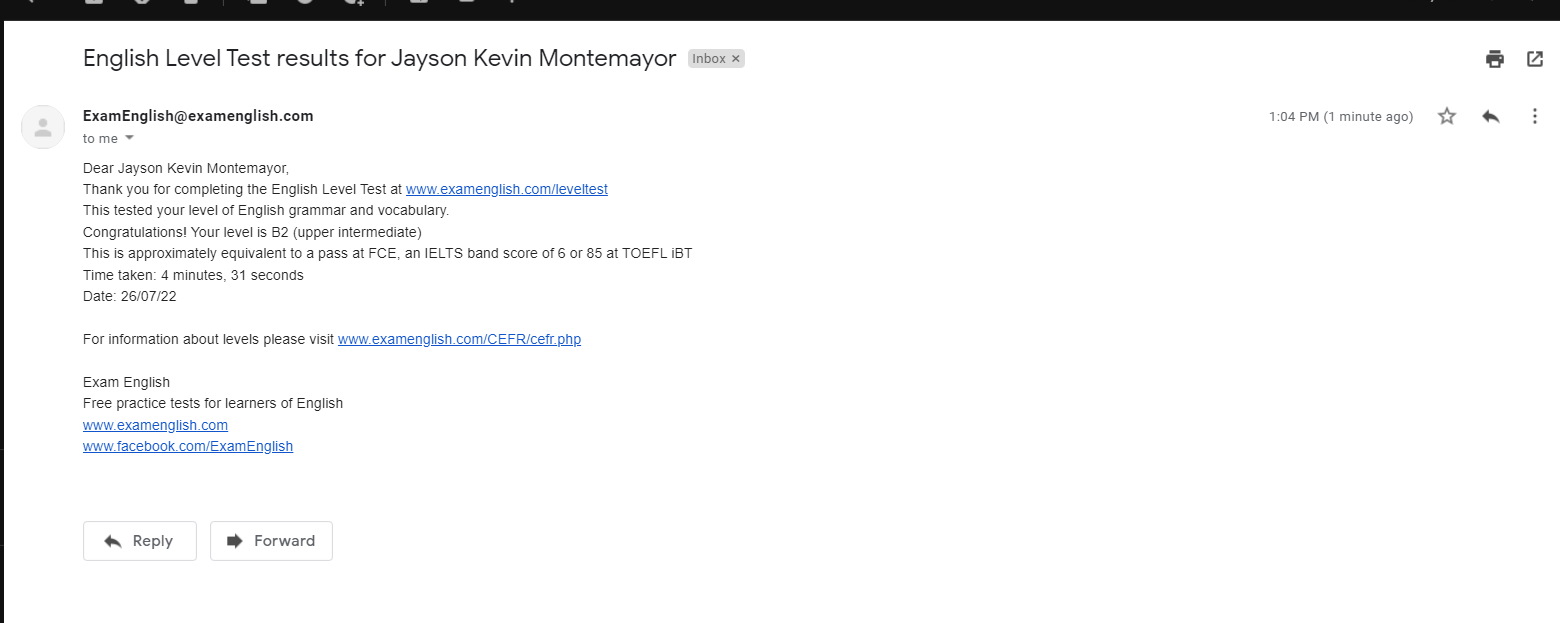 English Level Test results for Jayson Kevin Montemayor Inbox ×
ExamEnglish@examenglish.com 1:04 PM (1 minute ago)
to me
Dear Jayson Kevin Montemayor,
Thank you for completing the English Level Test at www.examenglish.com/leveltest
This tested your level of English grammar and vocabulary.
Congratulations! Your level is B2 (upper intermediate)
This is approximately equivalent to a pass at FCE, an IELTS band score of 6 or 85 at TOEFL iBT
Time taken: 4 minutes, 31 seconds
Date: 26/07/22
For information about levels please visit www.examenglish.com/CEFR/cefr.php
Exam English
Free practice tests for learners of English
www.examenglish.com
www.facebook.com/ExamEnglish
Reply Forward